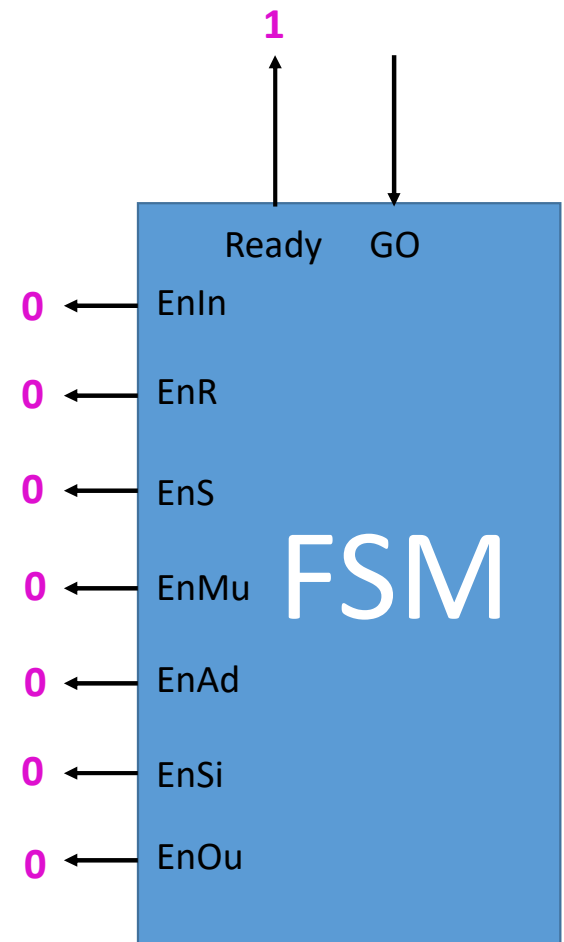 1
Ready GO
0 EnIn
0 EnR
0 EnS
0 EnMu
FSM
0 EnAd
0 EnSi
0 EnOu